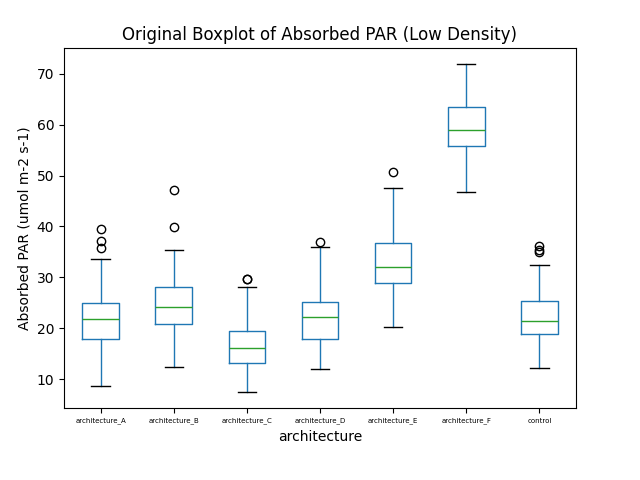 Original Boxplot of Absorbed PAR (Low Density)
Absorbed PAR (umol m-2 s-1)
70
60
50
40
30
20
10
architecture_A architecture_B architecture_C architecture_D architecture_E architecture_F control
architecture